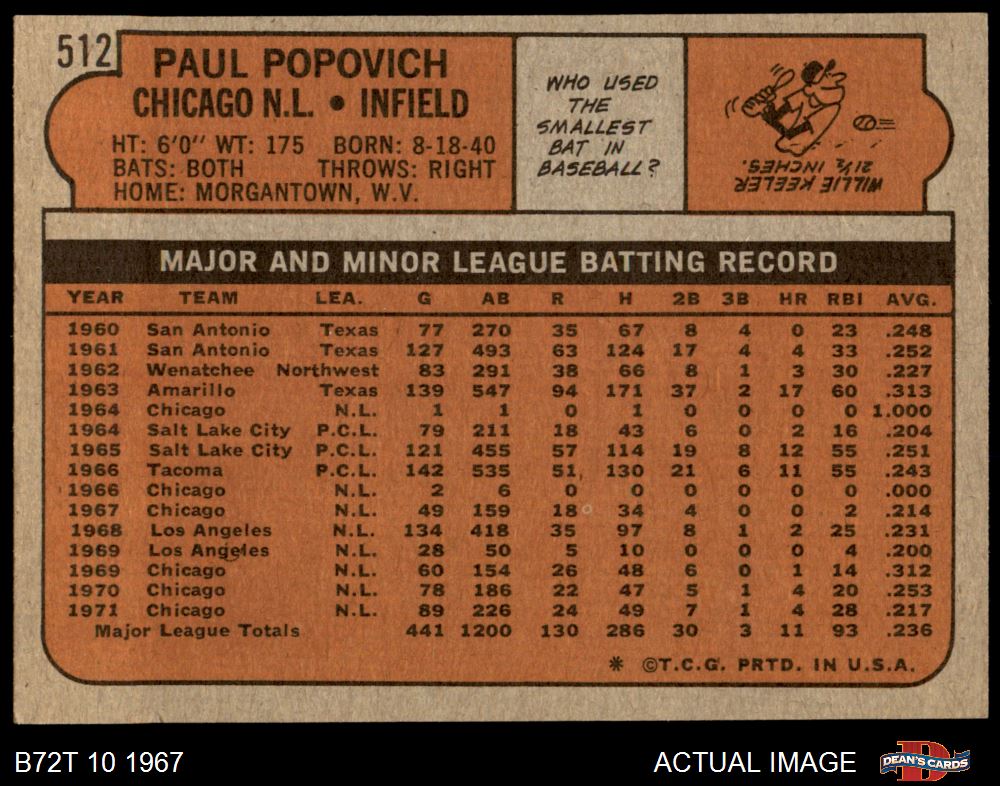 512
PAUL POPOVICH
CHICAGO N.L. • INFIELD
HT: 6'0" WT: 175 BORN: 8-18-40
BATS: BOTH THROWS: RIGHT
HOME: MORGANTOWN, W.V.
WHO USED
THE
SMALLEST
BAT IN
BASEBALL?
WILLIE KEELER
21½ INCHES.
MAJOR AND MINOR LEAGUE BATTING RECORD
YEAR TEAM LEA. G AB R H 2B 3B HR RBI AVG.
1960 San Antonio Texas 77 270 35 67 8 4 0 23 .248
1961 San Antonio Texas 127 493 63 124 17 4 4 33 .252
1962 Wenatchee Northwest 83 291 38 66 8 1 3 30 .227
1963 Amarillo Texas 139 547 94 171 37 2 17 60 .313
1964 Chicago N.L. 1 1 0 1 0 0 0 0 1.000
1964 Salt Lake City P.C.L. 79 211 18 43 6 0 2 16 .204
1965 Salt Lake City P.C.L. 121 455 57 114 19 8 12 55 .251
1966 Tacoma P.C.L. 142 535 51 130 21 6 11 55 .243
1966 Chicago N.L. 2 6 0 0 0 0 0 0 .000
1967 Chicago N.L. 49 159 18 34 4 0 0 2 .214
1968 Los Angeles N.L. 134 418 35 97 8 1 2 25 .231
1969 Los Angeles N.L. 28 50 5 10 0 0 0 4 .200
1969 Chicago N.L. 60 154 26 48 6 0 1 14 .312
1970 Chicago N.L. 78 186 22 47 5 1 4 20 .253
1971 Chicago N.L. 89 226 24 49 7 1 4 28 .217
Major League Totals 441 1200 130 286 30 3 11 93 .236
* ©T.C.G. PRTD. IN U.S.A.
B72T 10 1967
ACTUAL IMAGE
D
DEAN'S CARDS